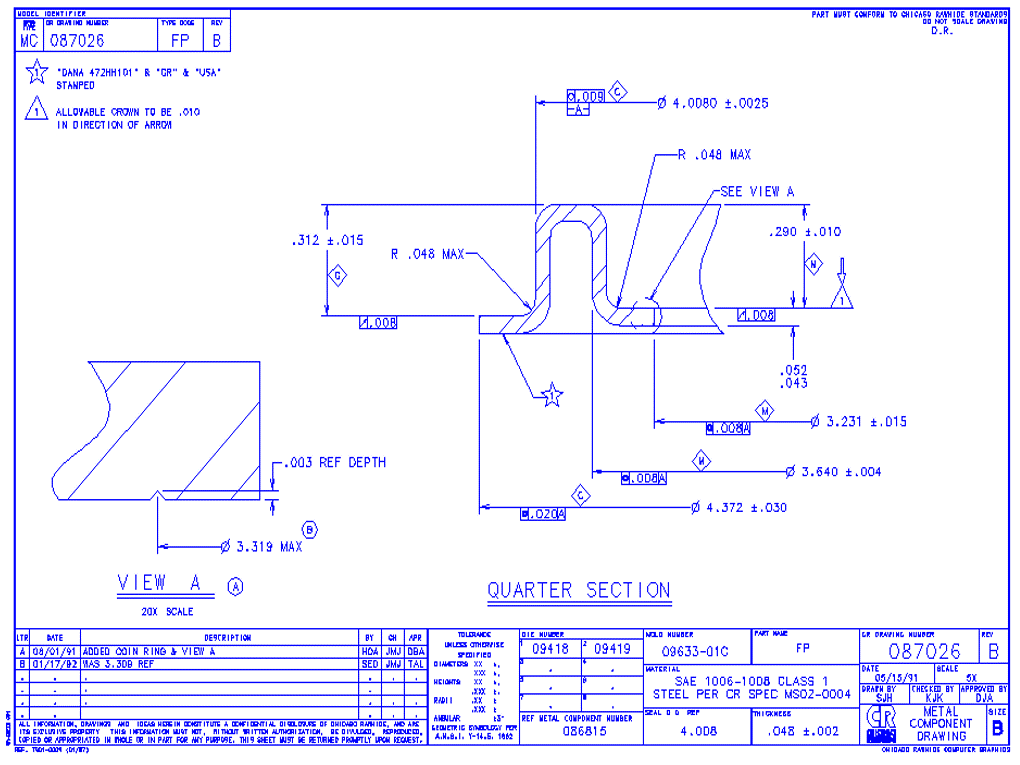 MODEL IDENTIFIER
CR DRAWING NUMBER TYPE CODE REV
MC 087026 FP B
PART MUST CONFORM TO CHICAGO RAWHIDE STANDARDS
DO NOT SCALE DRAWING
D.R.
1 "DANA 472HH101" & "CR" & "USA"
STAMPED
1 ALLOWABLE CROWN TO BE .010
IN DIRECTION OF ARROW
.009 C
-A-
Ø 4.0080 ±.0025
R .048 MAX
SEE VIEW A
.312 ±.015
R .048 MAX
.290 ±.010
G
N
1
.008
.008
.052
.043
1
M
.008 A
Ø 3.231 ±.015
M
.008 A
Ø 3.640 ±.004
C
.020 A
Ø 4.372 ±.030
.003 REF DEPTH
B
Ø 3.319 MAX
VIEW A A
20X SCALE
QUARTER SECTION
LTR DATE DESCRIPTION BY CH APR
A 08/01/91 ADDED COIN RING & VIEW A HOA JMJ DBA
B 01/17/92 WAS 3.309 REF SED JMJ TAL
ALL INFORMATION, DRAWINGS AND IDEAS HEREIN CONSTITUTE A CONFIDENTIAL DISCLOSURE OF CHICAGO RAWHIDE, AND ARE
ITS EXCLUSIVE PROPERTY THIS INFORMATION MUST NOT, WITHOUT WRITTEN AUTHORIZATION, BE DIVULGED, REPRODUCED,
COPIED OR APPROPRIATED IN WHOLE OR IN PART FOR ANY PURPOSE. THIS SHEET MUST BE RETURNED PROMPTLY UPON REQUEST.
TOLERANCE
UNLESS OTHERWISE
SPECIFIED
DIAMETERS XX ±.
.XXX ±.
HEIGHTS .XX ±.
.XXX ±.
RADII .XX ±
.XXX ±
ANGULAR ±3°
GEOMETRIC SYMBOLOGY PER
A.N.S.I. Y-14.5, 1982
DIE NUMBER
1 09418 2 09419
3 4
5 6
7 8
REF METAL COMPONENT NUMBER
086815
MOLD NUMBER
09633-01C
PART NAME
FP
MATERIAL
SAE 1006-1008 CLASS 1
STEEL PER CR SPEC MS02-0004
SEAL O D REF
4.008
THICKNESS
.048 ±.002
CR DRAWING NUMBER REV
087026 B
DATE SCALE
05/15/91 5X
DRAWN BY CHECKED BY APPROVED BY
SJH KJK DJA
CR
METAL
COMPONENT
DRAWING
SIZE
B
CHICAGO RAWHIDE COMPUTER GRAPHICS